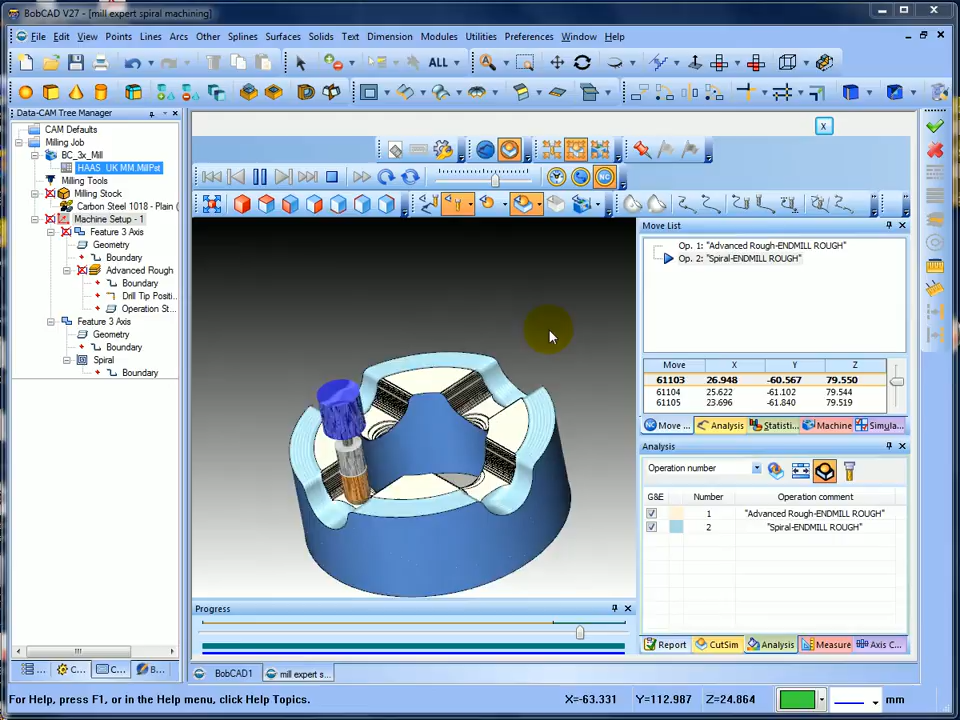 BobCAD V27 - [mill expert spiral machining]
File Edit View Points Lines Arcs Other Splines Surfaces Solids Text Dimension Modules Utilities Preferences Window Help
ALL
Data-CAM Tree Manager
CAM Defaults
Milling Job
BC_3x_Mill
HAAS_UK MM.MillPst
Milling Tools
Milling Stock
Carbon Steel 1018 - Plain (
Machine Setup - 1
Feature 3 Axis
Geometry
Boundary
Advanced Rough
Boundary
Drill Tip Positi...
Operation St...
Feature 3 Axis
Geometry
Boundary
Spiral
Boundary
X
NC
Move List
Op. 1: "Advanced Rough-ENDMILL ROUGH"
Op. 2: "Spiral-ENDMILL ROUGH"
Move X Y Z
61103 26.948 -60.567 79.550
61104 25.622 -61.102 79.544
61105 23.696 -61.840 79.519
NC Move ... Analysis Statisti... Machine Simula...
Analysis
Operation number
G&E Number Operation comment
1 "Advanced Rough-ENDMILL ROUGH"
2 "Spiral-ENDMILL ROUGH"
Progress
Report CutSim Analysis Measure Axis C...
... C... C... B...
BobCAD1 mill expert s...
For Help, press F1, or in the Help menu, click Help Topics.
X=-63.331 Y=112.987 Z=24.864 mm